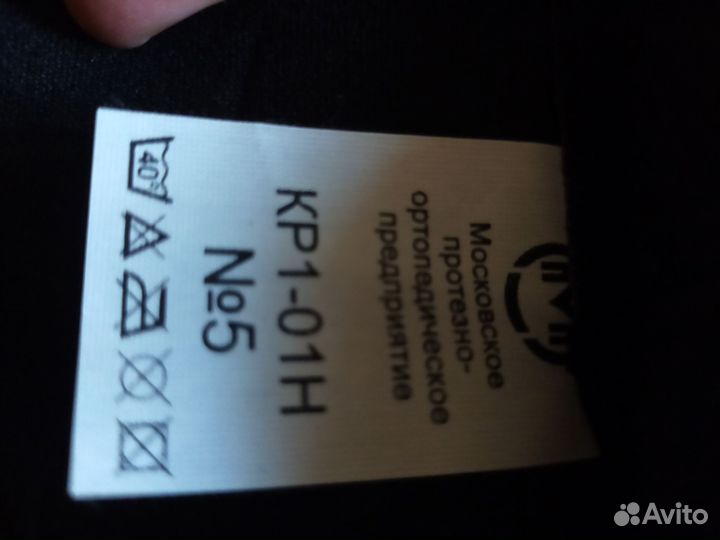 Московское
протезно-
ортопедическое
предприятие
КР1-01Н
№5
40°
Avito